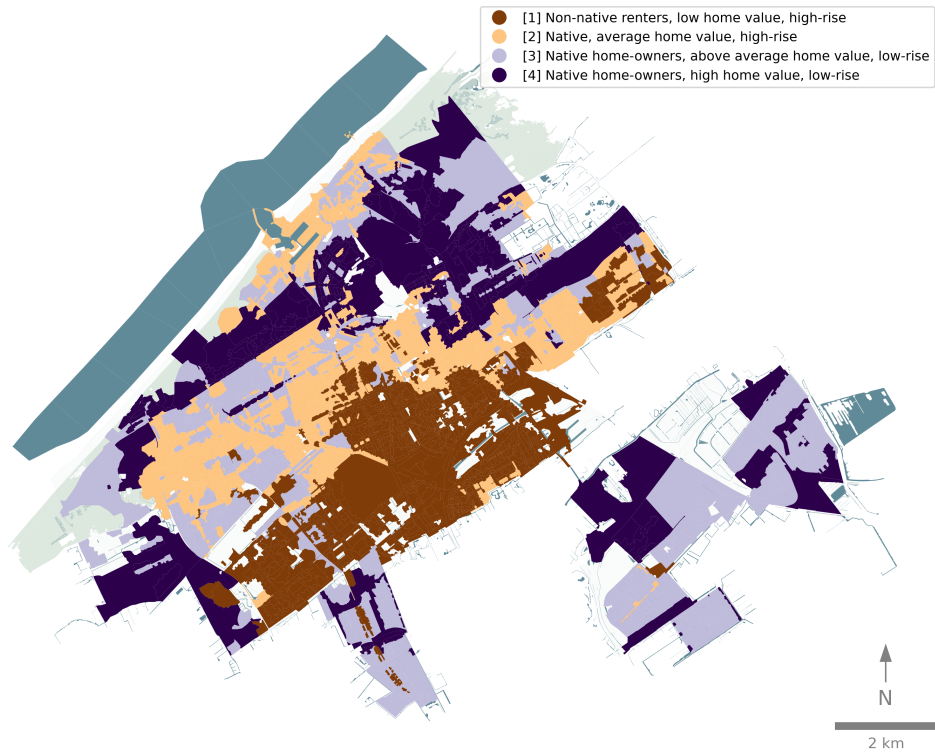 [1] Non-native renters, low home value, high-rise
[2] Native, average home value, high-rise
[3] Native home-owners, above average home value, low-rise
[4] Native home-owners, high home value, low-rise
N
2 km